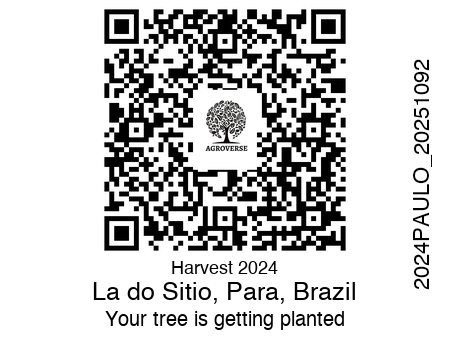 AGROVERSE
Harvest 2024
La do Sitio, Para, Brazil
Your tree is getting planted
2024PAULO_20251092